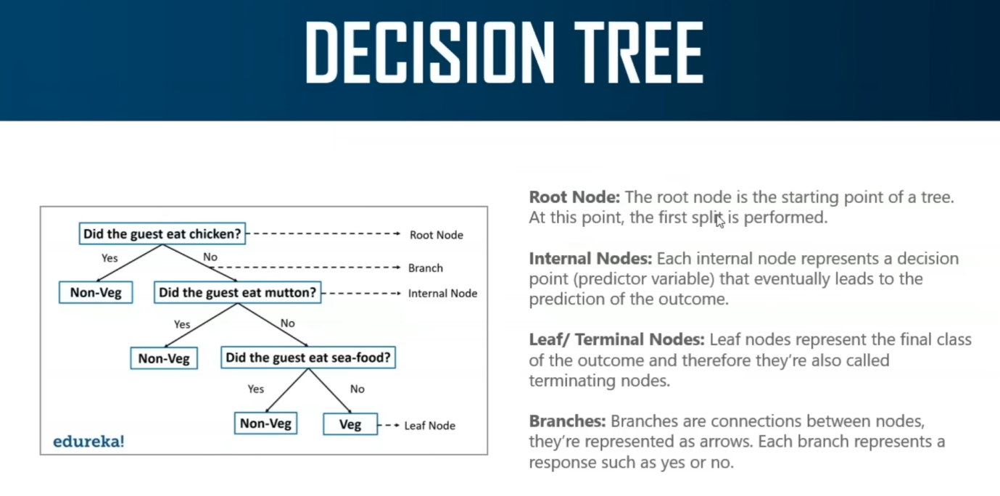 DECISION TREE
Did the guest eat chicken?
Root Node
Yes
No
Branch
Non-Veg
Did the guest eat mutton?
Internal Node
Yes
No
Non-Veg
Did the guest eat sea-food?
Yes
No
Non-Veg
Veg
Leaf Node
edureka!
Root Node: The root node is the starting point of a tree.
At this point, the first split is performed.
Internal Nodes: Each internal node represents a decision
point (predictor variable) that eventually leads to the
prediction of the outcome.
Leaf/ Terminal Nodes: Leaf nodes represent the final class
of the outcome and therefore they're also called
terminating nodes.
Branches: Branches are connections between nodes,
they're represented as arrows. Each branch represents a
response such as yes or no.